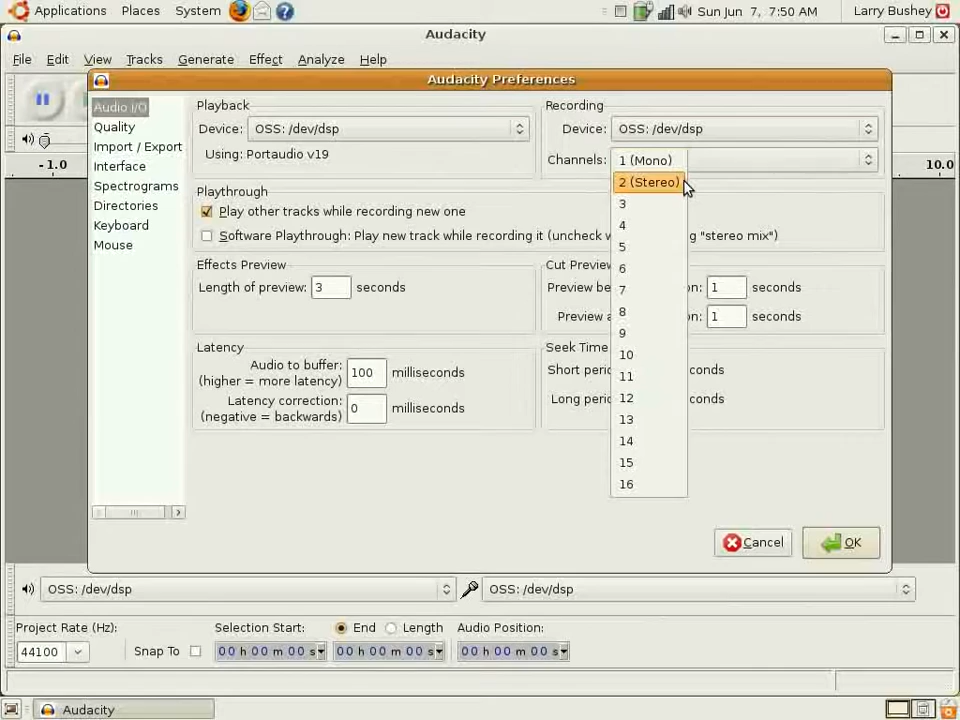 Applications Places System Sun Jun 7, 7:50 AM Larry Bushey
Audacity
File Edit View Tracks Generate Effect Analyze Help
Audacity Preferences
Audio I/O
Quality
Import / Export
Interface
Spectrograms
Directories
Keyboard
Mouse
Playback
Device: OSS: /dev/dsp
Using: Portaudio v19
Recording
Device: OSS: /dev/dsp
Channels:
1 (Mono)
2 (Stereo)
3
4
5
6
7
8
9
10
11
12
13
14
15
16
Playthrough
Play other tracks while recording new one
Software Playthrough: Play new track while recording it (uncheck w g "stereo mix")
Effects Preview
Length of preview: 3 seconds
Cut Preview
Preview be on: 1 seconds
Preview a on: 1 seconds
Latency
Audio to buffer:
(higher = more latency) 100 milliseconds
Latency correction:
(negative = backwards) 0 milliseconds
Seek Time
Short perio conds
Long perio conds
Cancel OK
-1.0 10.0
OSS: /dev/dsp OSS: /dev/dsp
Project Rate (Hz): Selection Start: End Length Audio Position:
44100 Snap To 00 h 00 m 00 s 00 h 00 m 00 s 00 h 00 m 00 s
Audacity